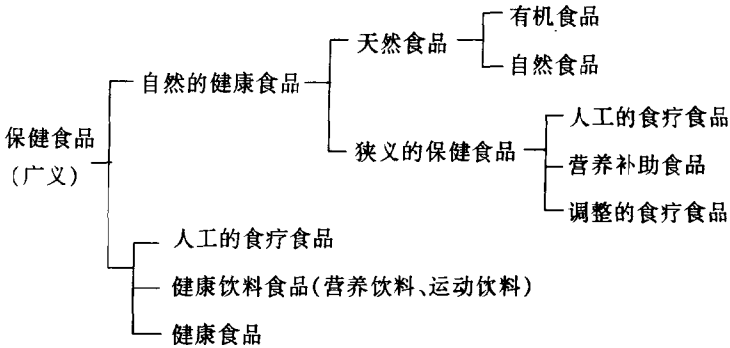 保健食品
(广义)
自然的健康食品
天然食品
有机食品
自然食品
狭义的保健食品
人工的食疗食品
营养补助食品
调整的食疗食品
人工的食疗食品
健康饮料食品(营养饮料、运动饮料)
健康食品